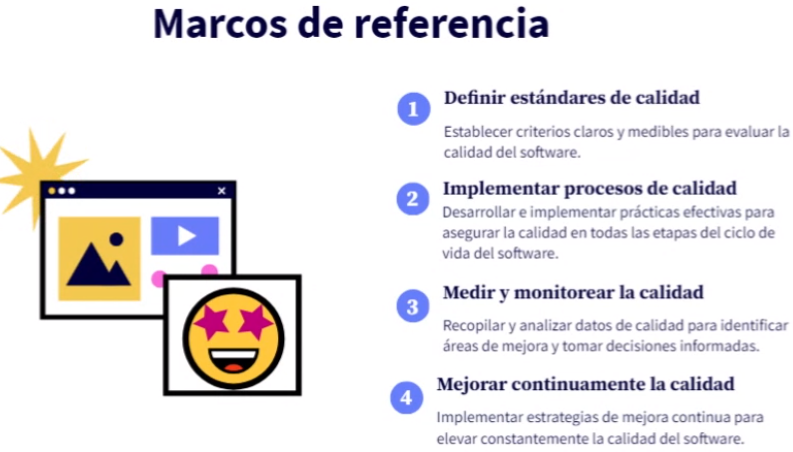 Marcos de referencia
1
Definir estándares de calidad
Establecer criterios claros y medibles para evaluar la
calidad del software.
2
Implementar procesos de calidad
Desarrollar e implementar prácticas efectivas para
asegurar la calidad en todas las etapas del ciclo de
vida del software.
3
Medir y monitorear la calidad
Recopilar y analizar datos de calidad para identificar
áreas de mejora y tomar decisiones informadas.
4
Mejorar continuamente la calidad
Implementar estrategias de mejora continua para
elevar constantemente la calidad del software.